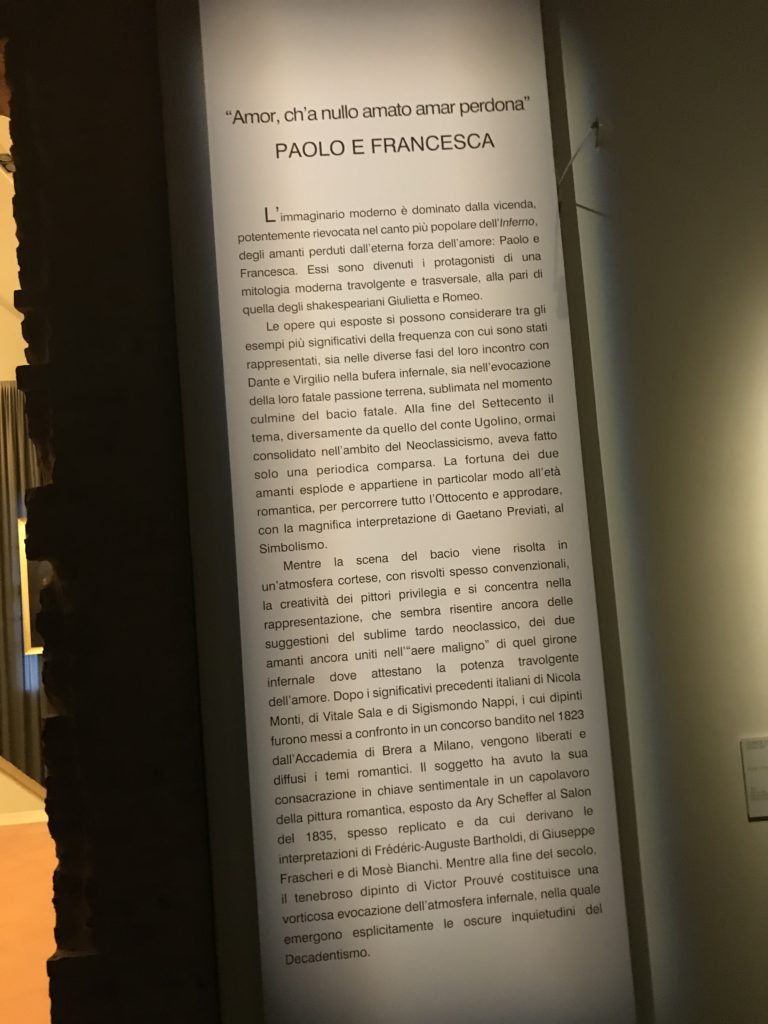 “Amor, ch’a nullo amato amar perdona”
PAOLO E FRANCESCA
L’immaginario moderno è dominato dalla vicenda,
potentemente rievocata nel canto più popolare dell’Inferno,
degli amanti perduti dall’eterna forza dell’amore: Paolo e
Francesca. Essi sono divenuti i protagonisti di una
mitologia moderna travolgente e trasversale, alla pari di
quella degli shakespeariani Giulietta e Romeo.
Le opere qui esposte si possono considerare tra gli
esempi più significativi della frequenza con cui sono stati
rappresentati, sia nelle diverse fasi del loro incontro con
Dante e Virgilio nella bufera infernale, sia nell’evocazione
della loro fatale passione terrena, sublimata nel momento
culmine del bacio fatale. Alla fine del Settecento il
tema, diversamente da quello del conte Ugolino, ormai
consolidato nell’ambito del Neoclassicismo, aveva fatto
solo una periodica comparsa. La fortuna dei due
amanti esplode e appartiene in particolar modo all’età
romantica, per percorrere tutto l’Ottocento e approdare,
con la magnifica interpretazione di Gaetano Previati, al
Simbolismo.
Mentre la scena del bacio viene risolta in
un’atmosfera cortese, con risvolti spesso convenzionali,
la creatività dei pittori privilegia e si concentra nella
rappresentazione, che sembra risentire ancora delle
suggestioni del sublime tardo neoclassico, dei due
amanti ancora uniti nell’“aere maligno” di quel girone
infernale dove attestano la potenza travolgente
dell’amore. Dopo i significativi precedenti italiani di Nicola
Monti, di Vitale Sala e di Sigismondo Nappi, i cui dipinti
furono messi a confronto in un concorso bandito nel 1823
dall’Accademia di Brera a Milano, vengono liberati e
diffusi i temi romantici. Il soggetto ha avuto la sua
consacrazione in chiave sentimentale in un capolavoro
della pittura romantica, esposto da Ary Scheffer al Salon
del 1835, spesso replicato e da cui derivano le
interpretazioni di Frédéric-Auguste Bartholdi, di Giuseppe
Frascheri e di Mosè Bianchi. Mentre alla fine del secolo,
il tenebroso dipinto di Victor Prouvé costituisce una
vorticosa evocazione dell’atmosfera infernale, nella quale
emergono esplicitamente le oscure inquietudini del
Decadentismo.